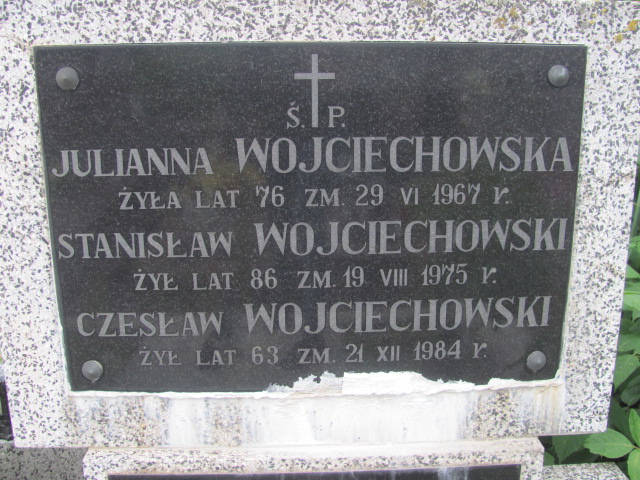 Ś. P.
JULIANNA WOJCIECHOWSKA
ŻYŁA LAT 76 ZM. 29 VI 1967 r.
STANISŁAW WOJCIECHOWSKI
ŻYŁ LAT 86 ZM. 19 VIII 1975 r.
CZESŁAW WOJCIECHOWSKI
ŻYŁ LAT 63 ZM. 21 XII 1984 r.